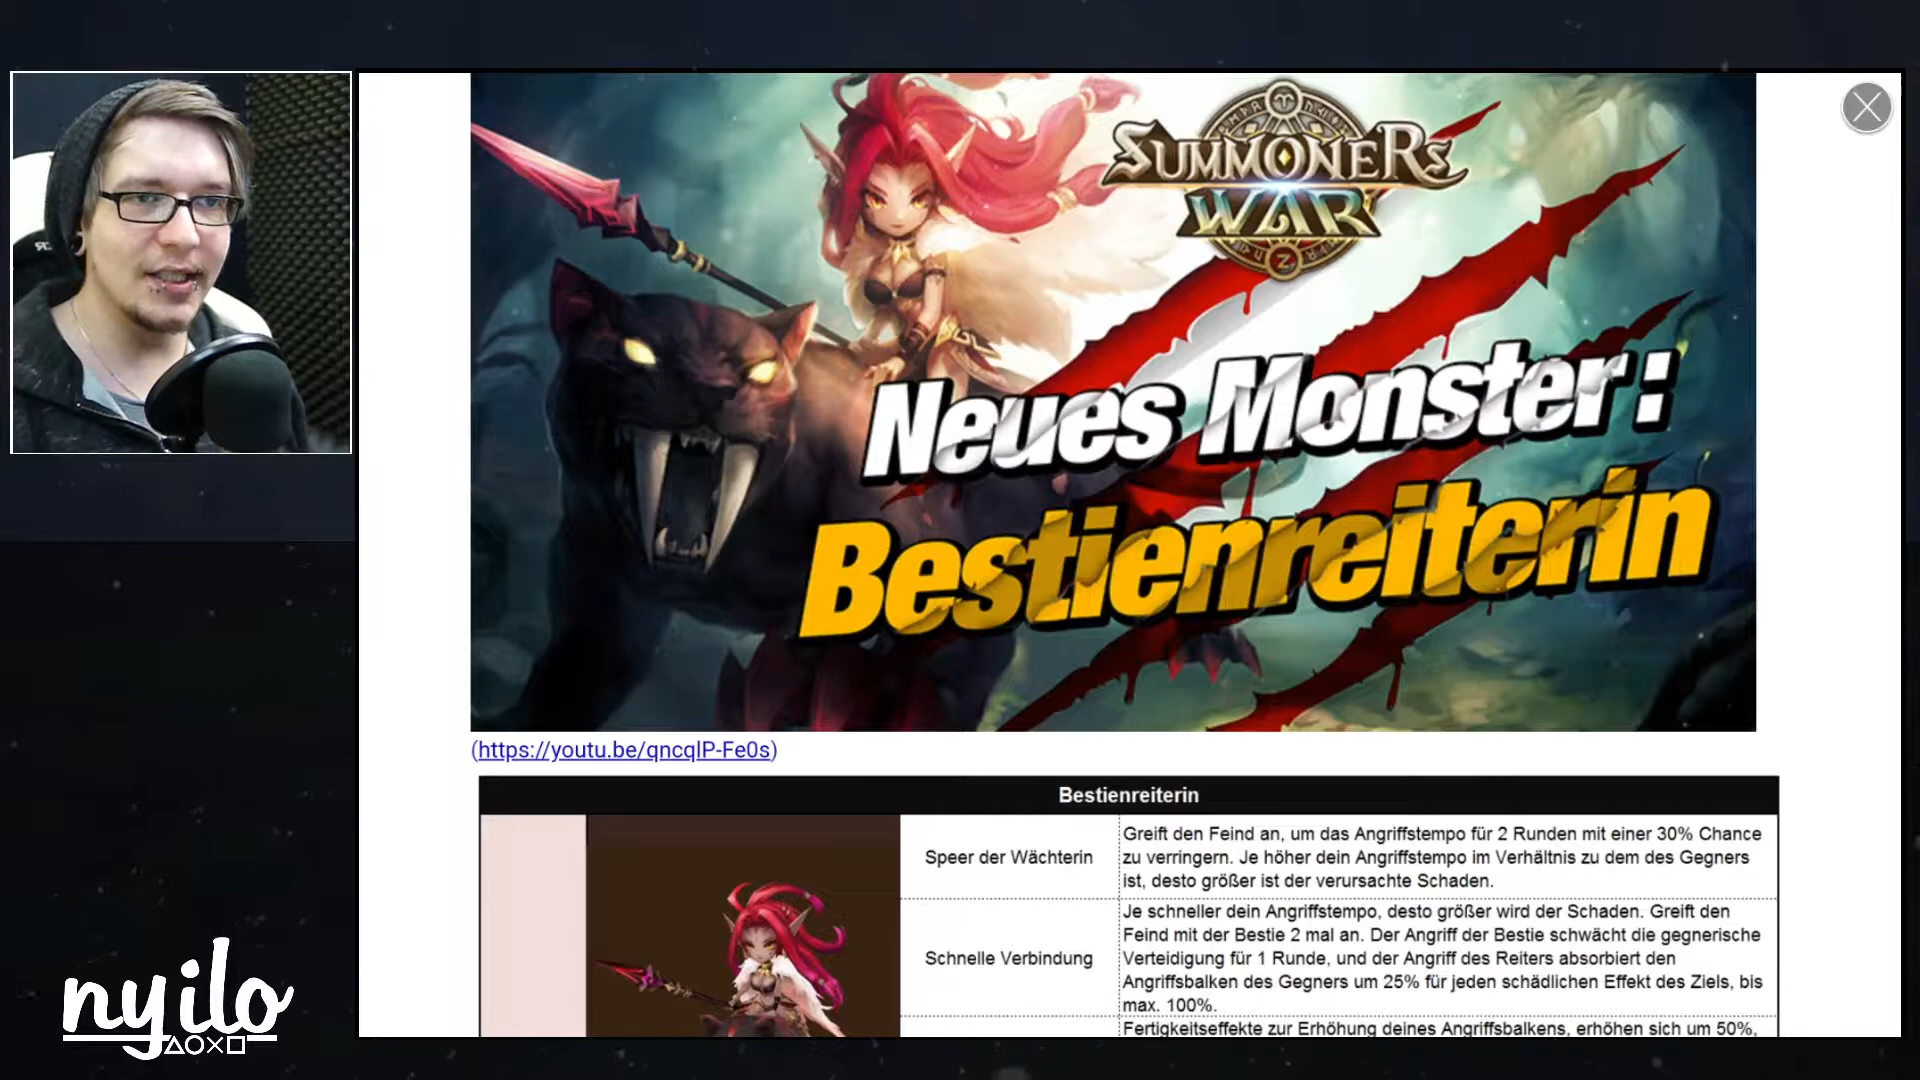 SUMMONERS
WAR
Neues Monster:
Bestienreiterin
(https://youtu.be/qncqlP-Fe0s)
Bestienreiterin
Speer der Wächterin
Greift den Feind an, um das Angriffstempo für 2 Runden mit einer 30% Chance
zu verringern. Je höher dein Angriffstempo im Verhältnis zu dem des Gegners
ist, desto größer ist der verursachte Schaden.
Schnelle Verbindung
Je schneller dein Angriffstempo, desto größer wird der Schaden. Greift den
Feind mit der Bestie 2 mal an. Der Angriff der Bestie schwächt die gegnerische
Verteidigung für 1 Runde, und der Angriff des Reiters absorbiert den
Angriffsbalken des Gegners um 25% für jeden schädlichen Effekt des Ziels, bis
max. 100%.
Fertigkeitseffekte zur Erhöhung deines Angriffsbalkens, erhöhen sich um 50%,
nyilo